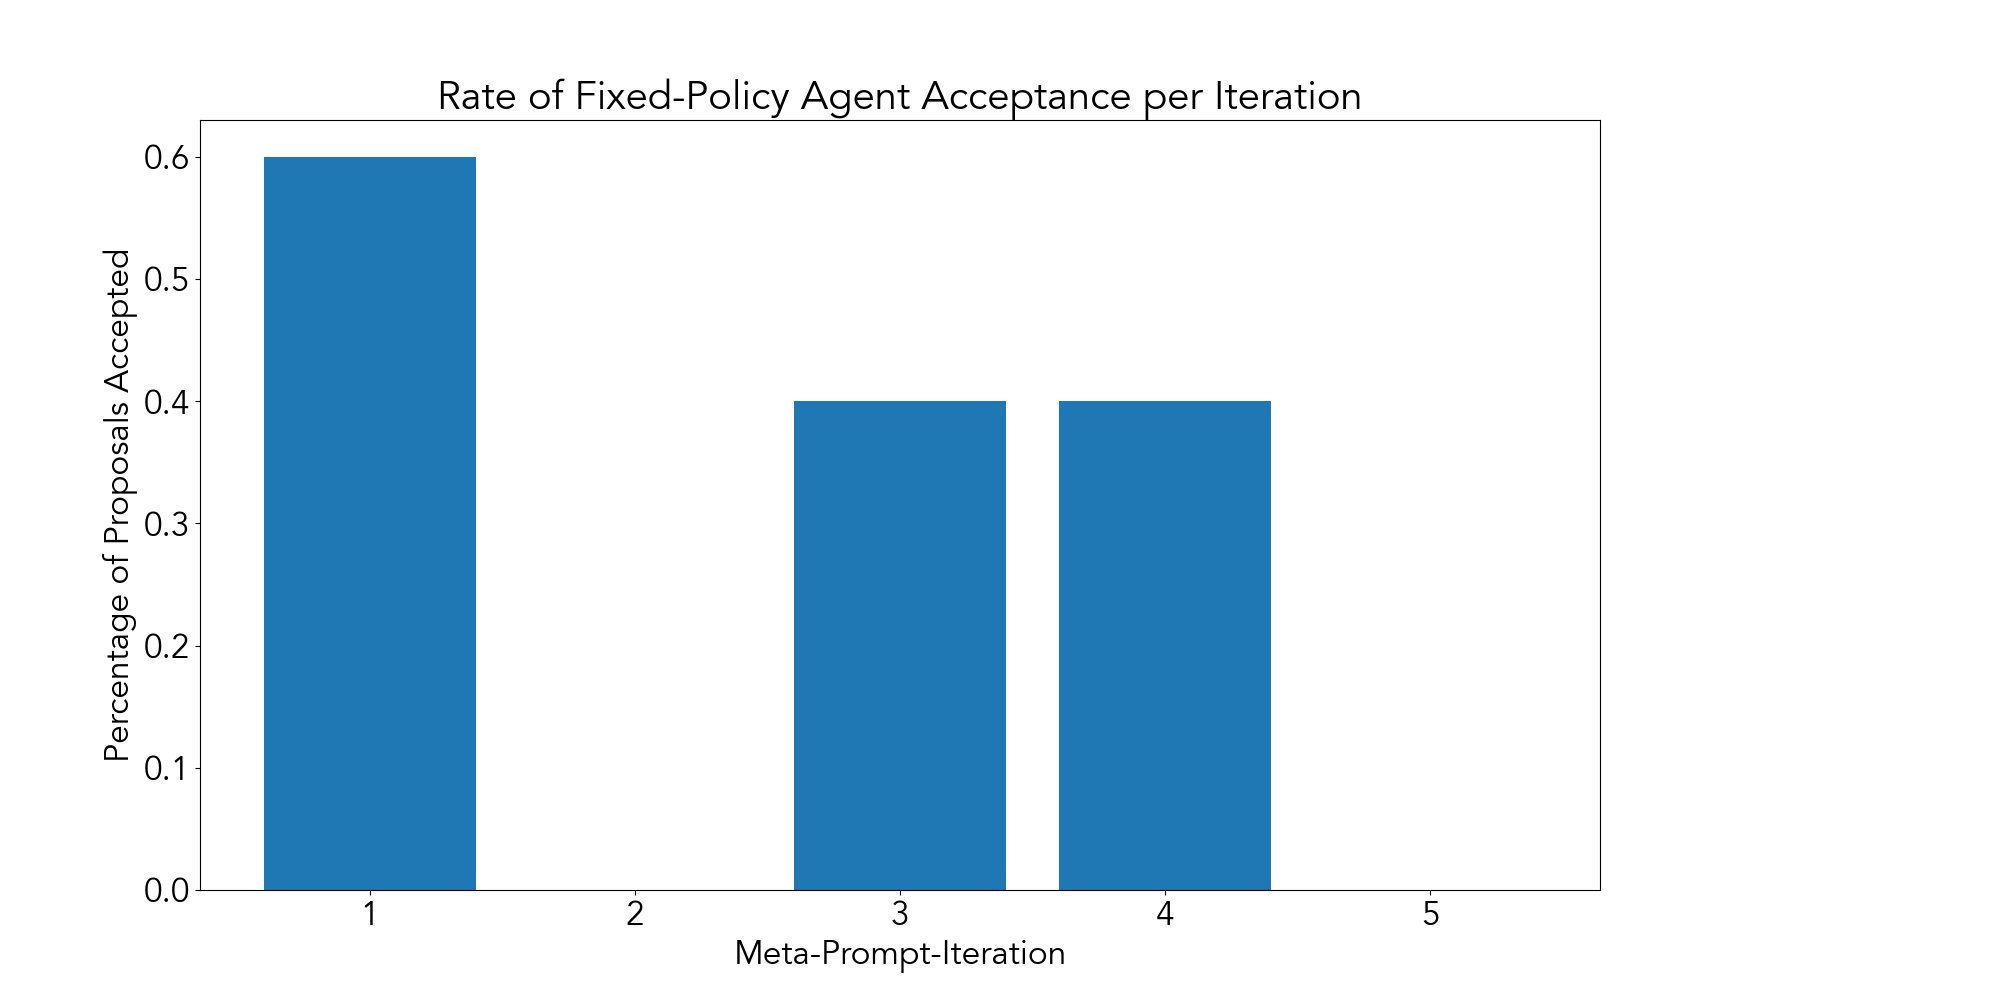 Rate of Fixed-Policy Agent Acceptance per Iteration
Percentage of Proposals Accepted
0.6
0.5
0.4
0.3
0.2
0.1
0.0
1 2 3 4 5
Meta-Prompt-Iteration